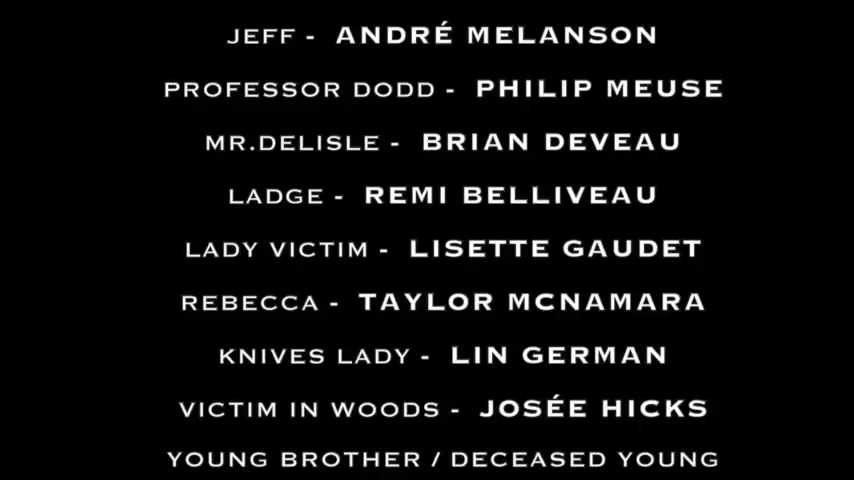 JEFF - ANDRÉ MELANSON
PROFESSOR DODD - PHILIP MEUSE
MR.DELISLE - BRIAN DEVEAU
LADGE - REMI BELLIVEAU
LADY VICTIM - LISETTE GAUDET
REBECCA - TAYLOR MCNAMARA
KNIVES LADY - LIN GERMAN
VICTIM IN WOODS - JOSÉE HICKS
YOUNG BROTHER / DECEASED YOUNG